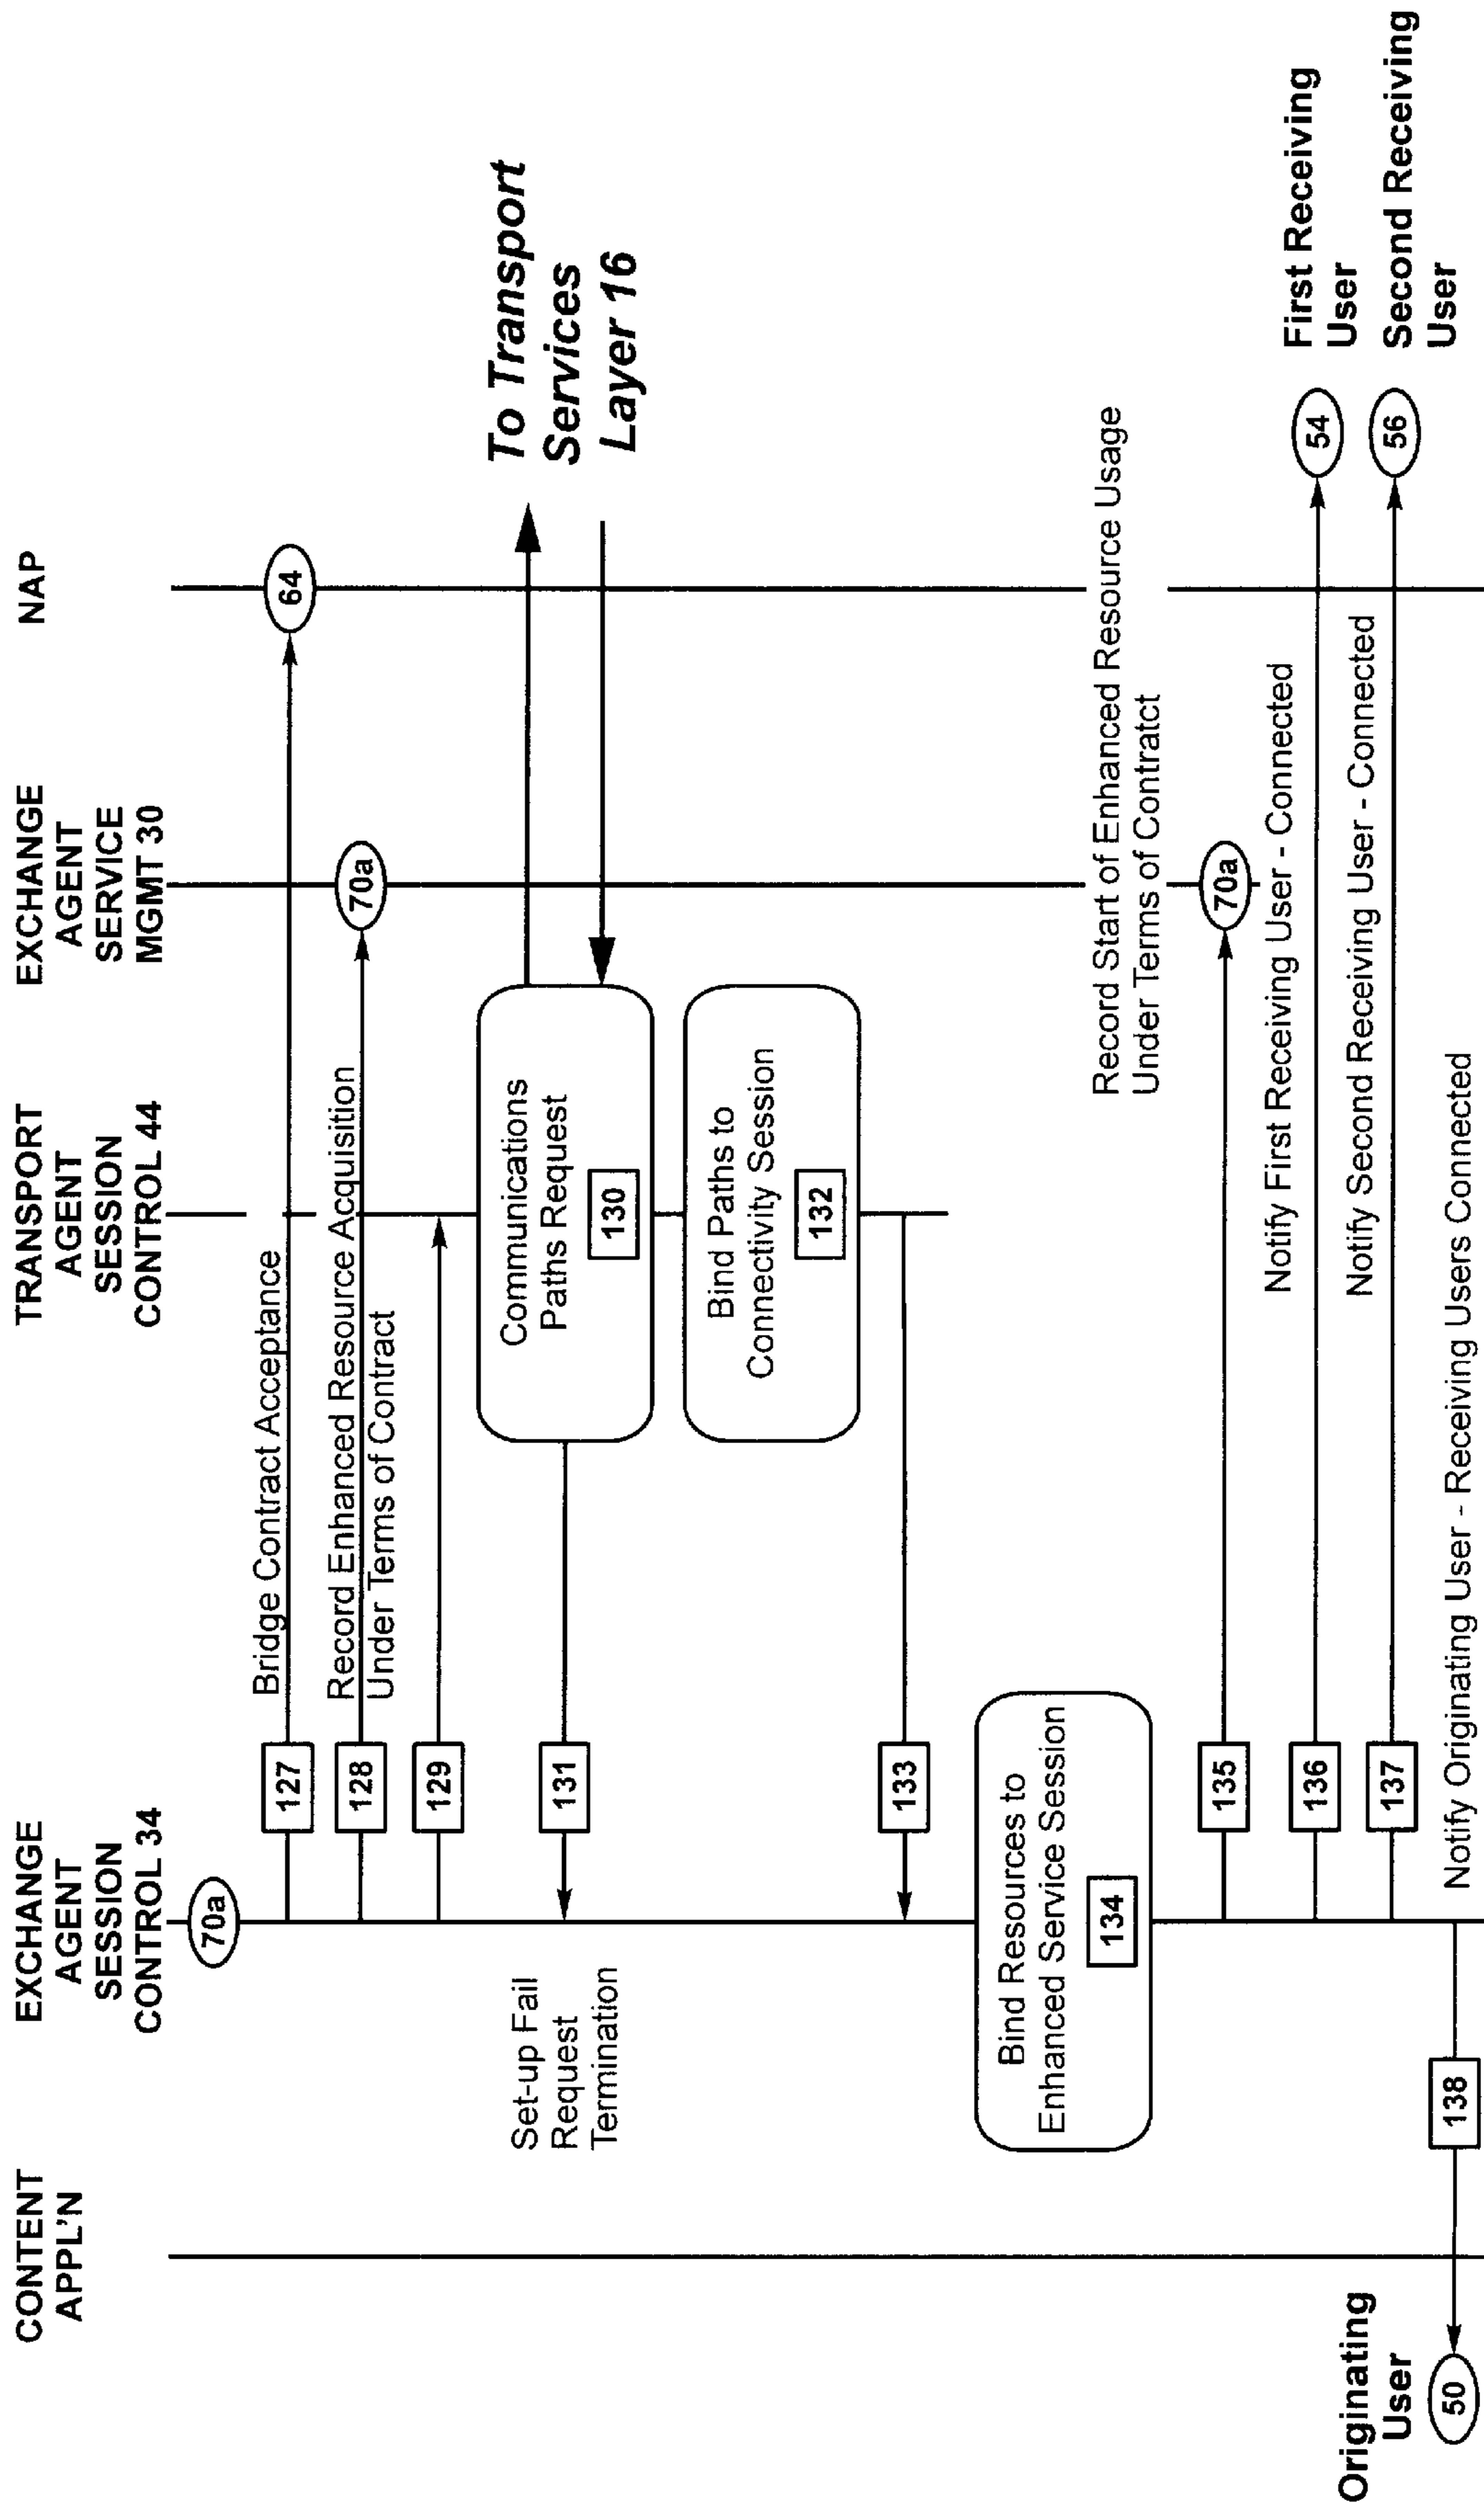 CONTENT
APPL'N
EXCHANGE
AGENT
SESSION
CONTROL 34
TRANSPORT
AGENT
SESSION
CONTROL 44
EXCHANGE
AGENT
SERVICE
MGMT 30
NAP
70a
127
Bridge Contract Acceptance
64
128
Record Enhanced Resource Acquisition
Under Terms of Contract
70a
129
Communications
Paths Request
130
To Transport
Services
Layer 16
Set-up Fail
Request
Termination
131
Bind Paths to
Connectivity Session
132
133
Bind Resources to
Enhanced Service Session
134
Record Start of Enhanced Resource Usage
Under Terms of Contratct
135
70a
Notify First Receiving User - Connected
136
54
First Receiving
User
Notify Second Receiving User - Connected
137
56
Second Receiving
User
Originating
User
50
138
Notify Originating User - Receiving Users Connected